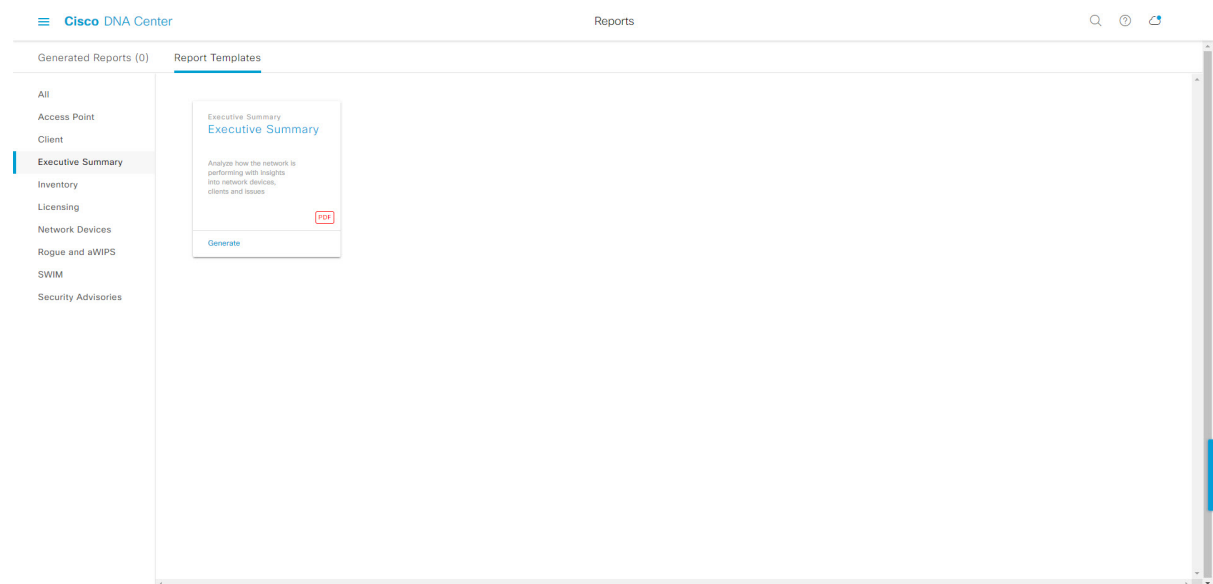 Cisco DNA Center
Reports
Generated Reports (0)
Report Templates
All
Access Point
Client
Executive Summary
Inventory
Licensing
Network Devices
Rogue and aWIPS
SWIM
Security Advisories
Executive Summary
Executive Summary
Analyze how the network is
performing with insights
into network devices,
clients and issues
PDF
Generate